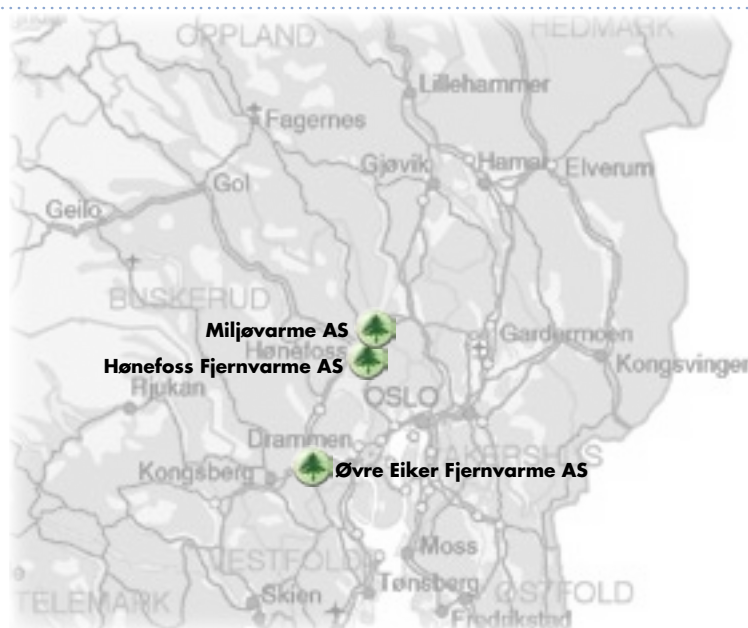 OPPLAND
HEDMARK
Lillehammer
Fagernes
Gjøvik
Hamar
Elverum
Gol
Geilo
BUSKERUD
Miljøvarme AS
Hønefoss
Gardermoen
Hønefoss Fjernvarme AS
Kongsvinger
Rjukan
OSLO
Drammen
AKERSHUS
Kongsberg
Øvre Eiker Fjernvarme AS
Moss
VESTFOLD
Tønsberg
TELEMARK
Skien
ØSTFOLD
Fredrikstad